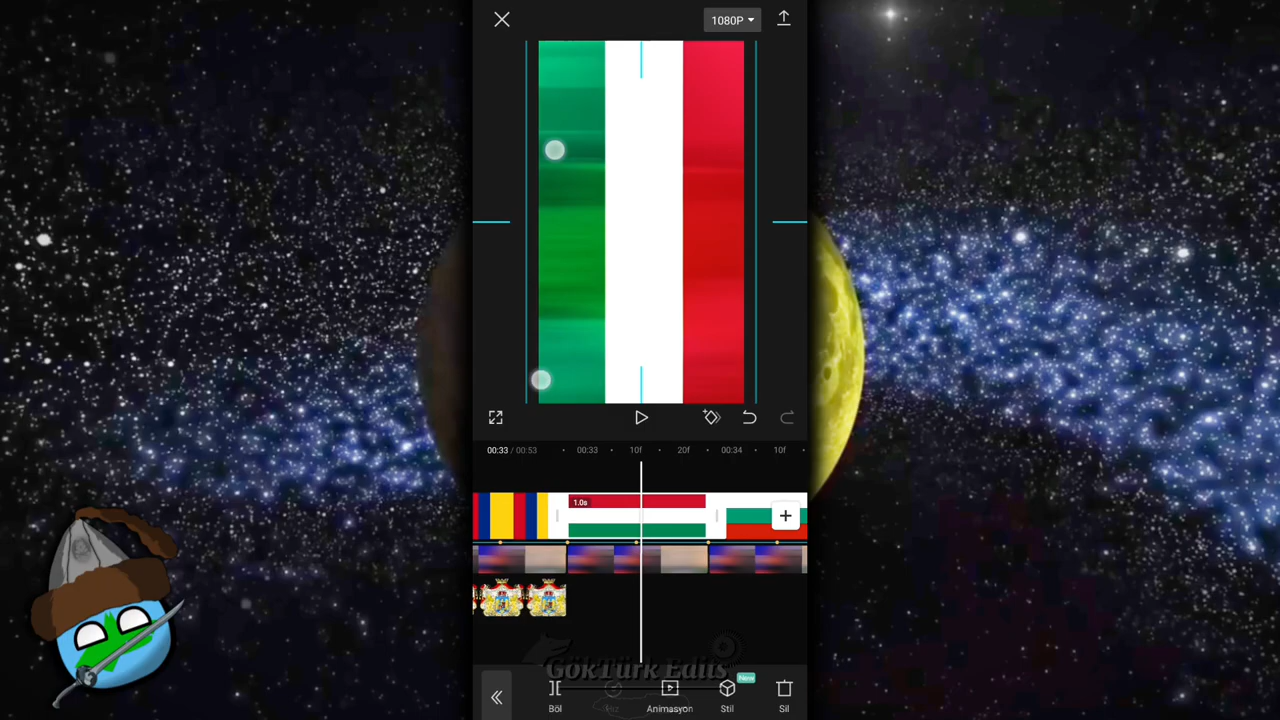 1080P
00:33 / 00:53
00:33
10f
20f
00:34
10f
1.0s
GökTürk Edits
New
Böl
Hız
Animasyon
Stil
Sil